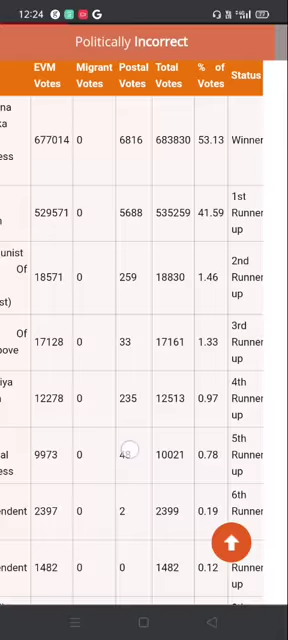 12:24
Politically Incorrect
EVM Votes Migrant Votes Postal Votes Total Votes % of Votes Status
na
ka
ess
677014 0 6816 683830 53.13 Winner
529571 0 5688 535259 41.59 1st Runner up
unist
Of
st)
18571 0 259 18830 1.46 2nd Runner up
Of
pove
17128 0 33 17161 1.33 3rd Runner up
iya
12278 0 235 12513 0.97 4th Runner up
al
ess
9973 0 48 10021 0.78 5th Runner up
endent 2397 0 2 2399 0.19 6th Runner
endent 1482 0 0 1482 0.12 Runner up